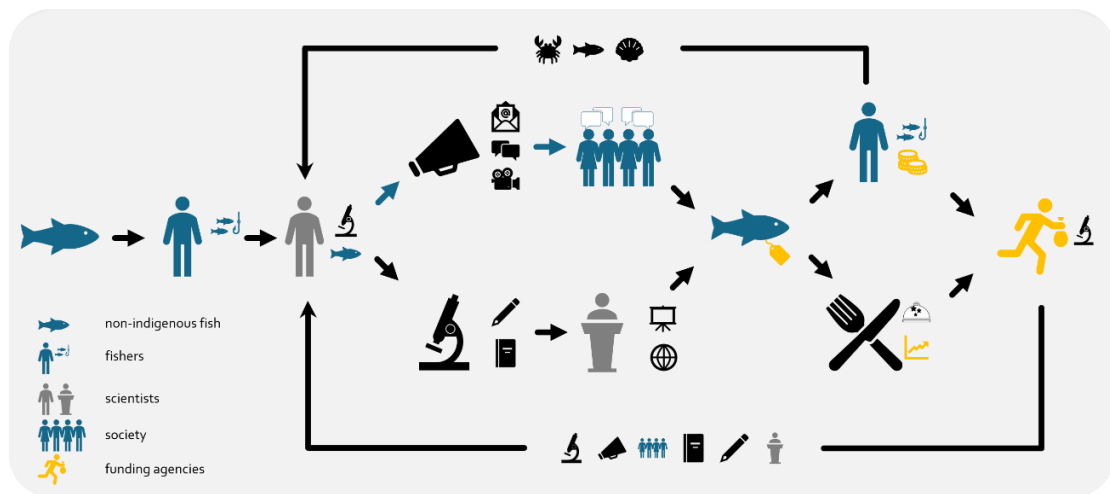 @
non-indigenous fish
fishers
scientists
society
funding agencies